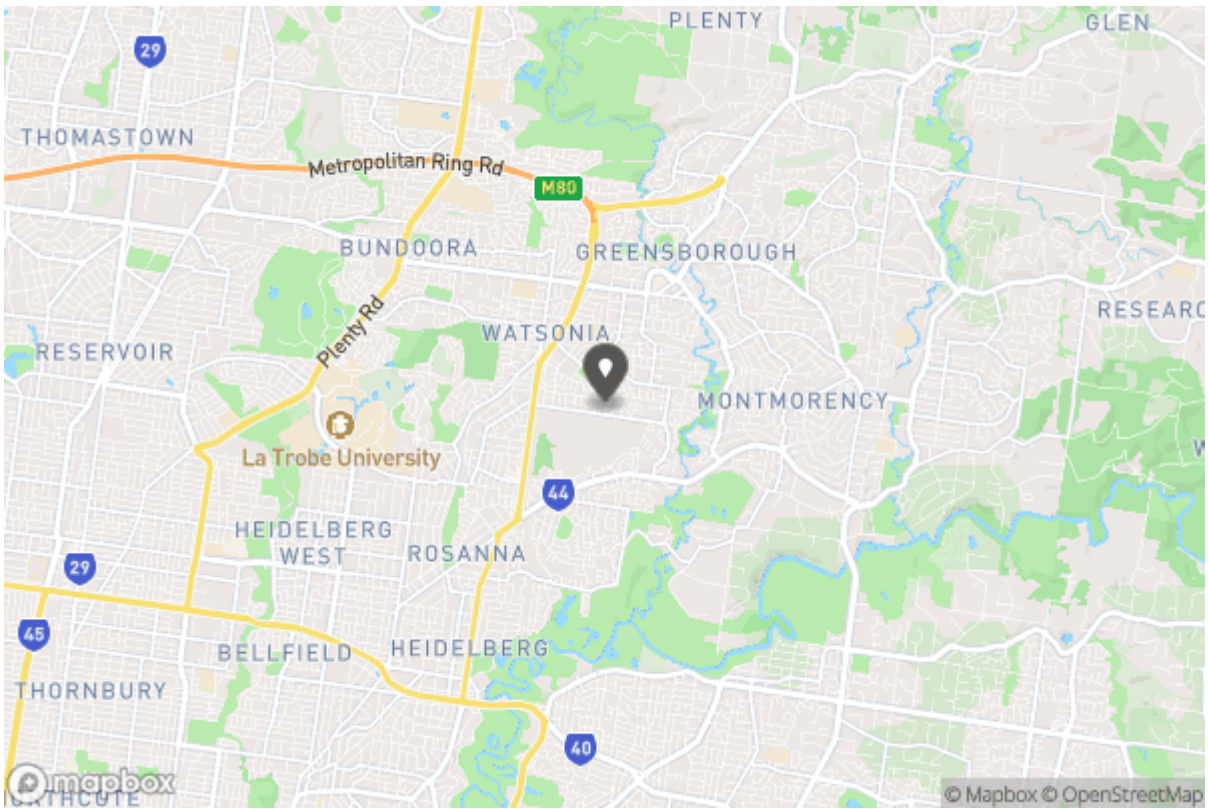 PLENTY
GLEN
29
THOMASTOWN
Metropolitan Ring Rd
M80
BUNDOORA
GREENSBOROUGH
Plenty Rd
WATSONIA
RESEARC
RESERVOIR
MONTMORENCY
La Trobe University
W
44
HEIDELBERG
WEST
ROSANNA
29
45
BELLFIELD
HEIDELBERG
THORNBURY
40
mapbox
© Mapbox © OpenStreetMap